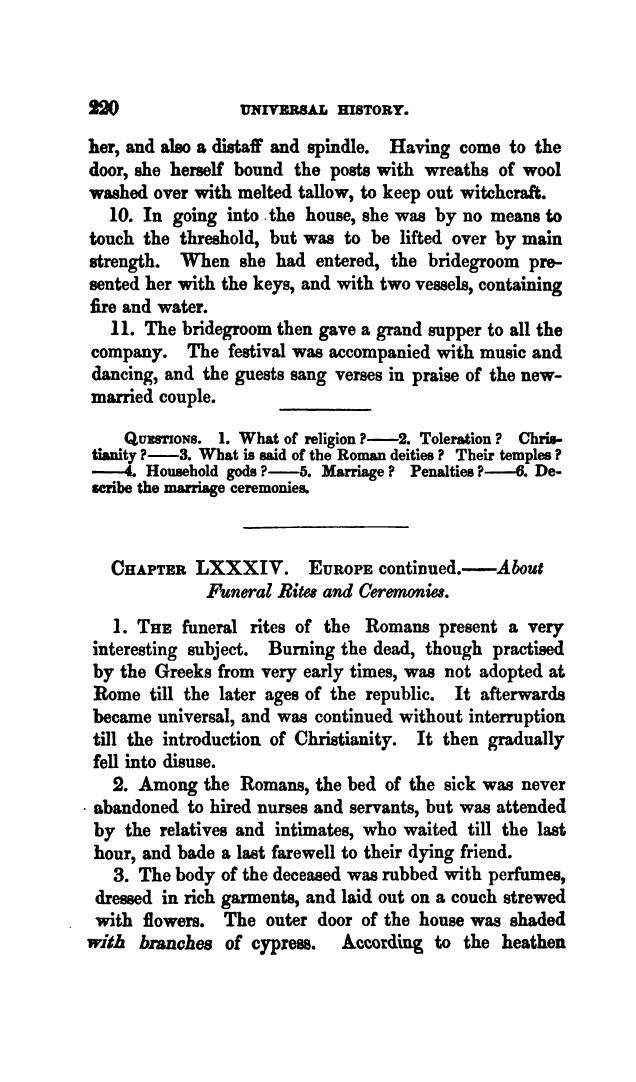 220 UNIVERSAL HISTORY.
her, and also a distaff and spindle. Having come to the
door, she herself bound the posts with wreaths of wool
washed over with melted tallow, to keep out witchcraft.
10. In going into the house, she was by no means to
touch the threshold, but was to be lifted over by main
strength. When she had entered, the bridegroom pre-
sented her with the keys, and with two vessels, containing
fire and water.
11. The bridegroom then gave a grand supper to all the
company. The festival was accompanied with music and
dancing, and the guests sang verses in praise of the new-
married couple.
QUESTIONS. 1. What of religion?——2. Toleration? Chris-
tianity?——3. What is said of the Roman deities? Their temples?
——4. Household gods?——5. Marriage? Penalties?——6. De-
scribe the marriage ceremonies.
CHAPTER LXXXIV. EUROPE continued.——About
Funeral Rites and Ceremonies.
1. THE funeral rites of the Romans present a very
interesting subject. Burning the dead, though practised
by the Greeks from very early times, was not adopted at
Rome till the later ages of the republic. It afterwards
became universal, and was continued without interruption
till the introduction of Christianity. It then gradually
fell into disuse.
2. Among the Romans, the bed of the sick was never
abandoned to hired nurses and servants, but was attended
by the relatives and intimates, who waited till the last
hour, and bade a last farewell to their dying friend.
3. The body of the deceased was rubbed with perfumes,
dressed in rich garments, and laid out on a couch strewed
with flowers. The outer door of the house was shaded
with branches of cypress. According to the heathen